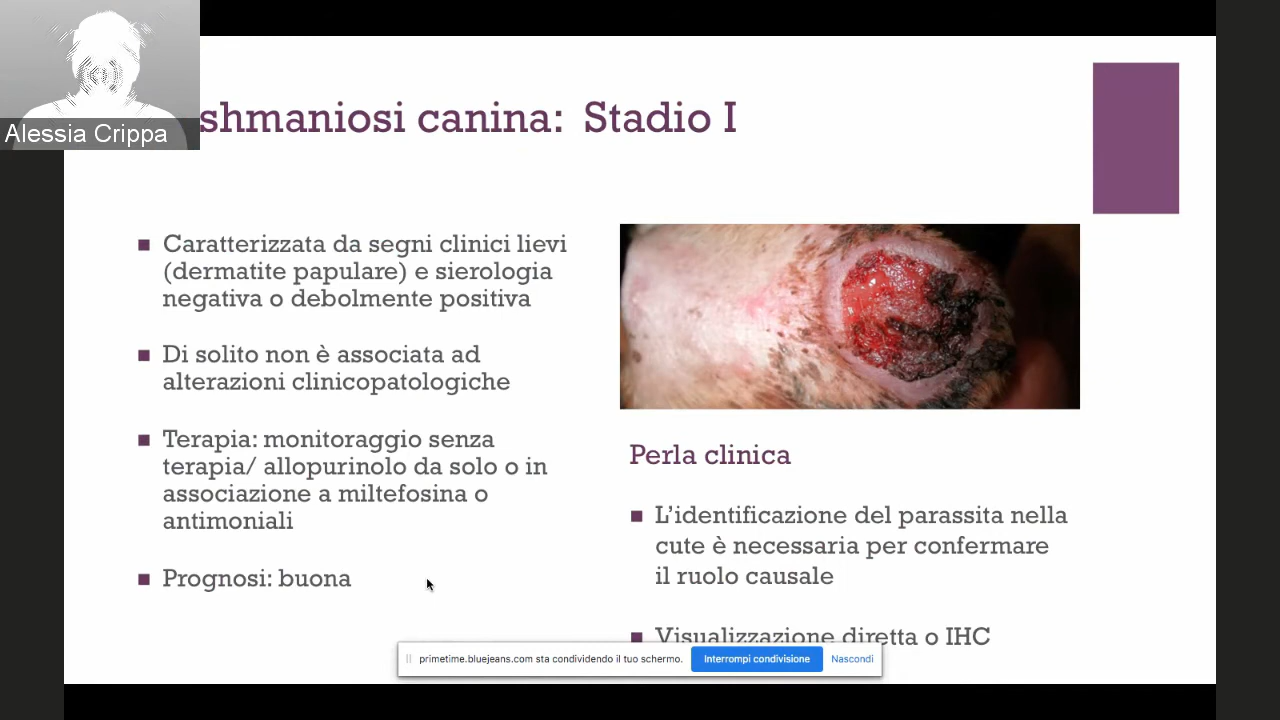 Alessia Crippa
shmaniosi canina: Stadio I
Caratterizzata da segni clinici lievi
(dermatite papulare) e sierologia
negativa o debolmente positiva
Di solito non è associata ad
alterazioni clinicopatologiche
Terapia: monitoraggio senza
terapia/ allopurinolo da solo o in
associazione a miltefosina o
antimoniali
Prognosi: buona
Perla clinica
L'identificazione del parassita nella
cute è necessaria per confermare
il ruolo causale
Visualizzazione diretta o IHC
primetime.bluejeans.com sta condividendo il tuo schermo.
Interrompi condivisione
Nascondi